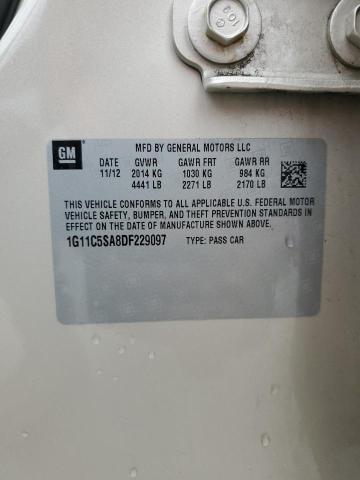 109
GM
MFD BY GENERAL MOTORS LLC
DATE GVWR GAWR FRT GAWR RR
11/12 2014 KG 1030 KG 984 KG
4441 LB 2271 LB 2170 LB
THIS VEHICLE CONFORMS TO ALL APPLICABLE U.S. FEDERAL MOTOR
VEHICLE SAFETY, BUMPER, AND THEFT PREVENTION STANDARDS
IN EFFECT ON THE DATE OF MANUFACTURE SHOWN ABOVE.
1G11C5SA8DF229097 TYPE: PASS CAR